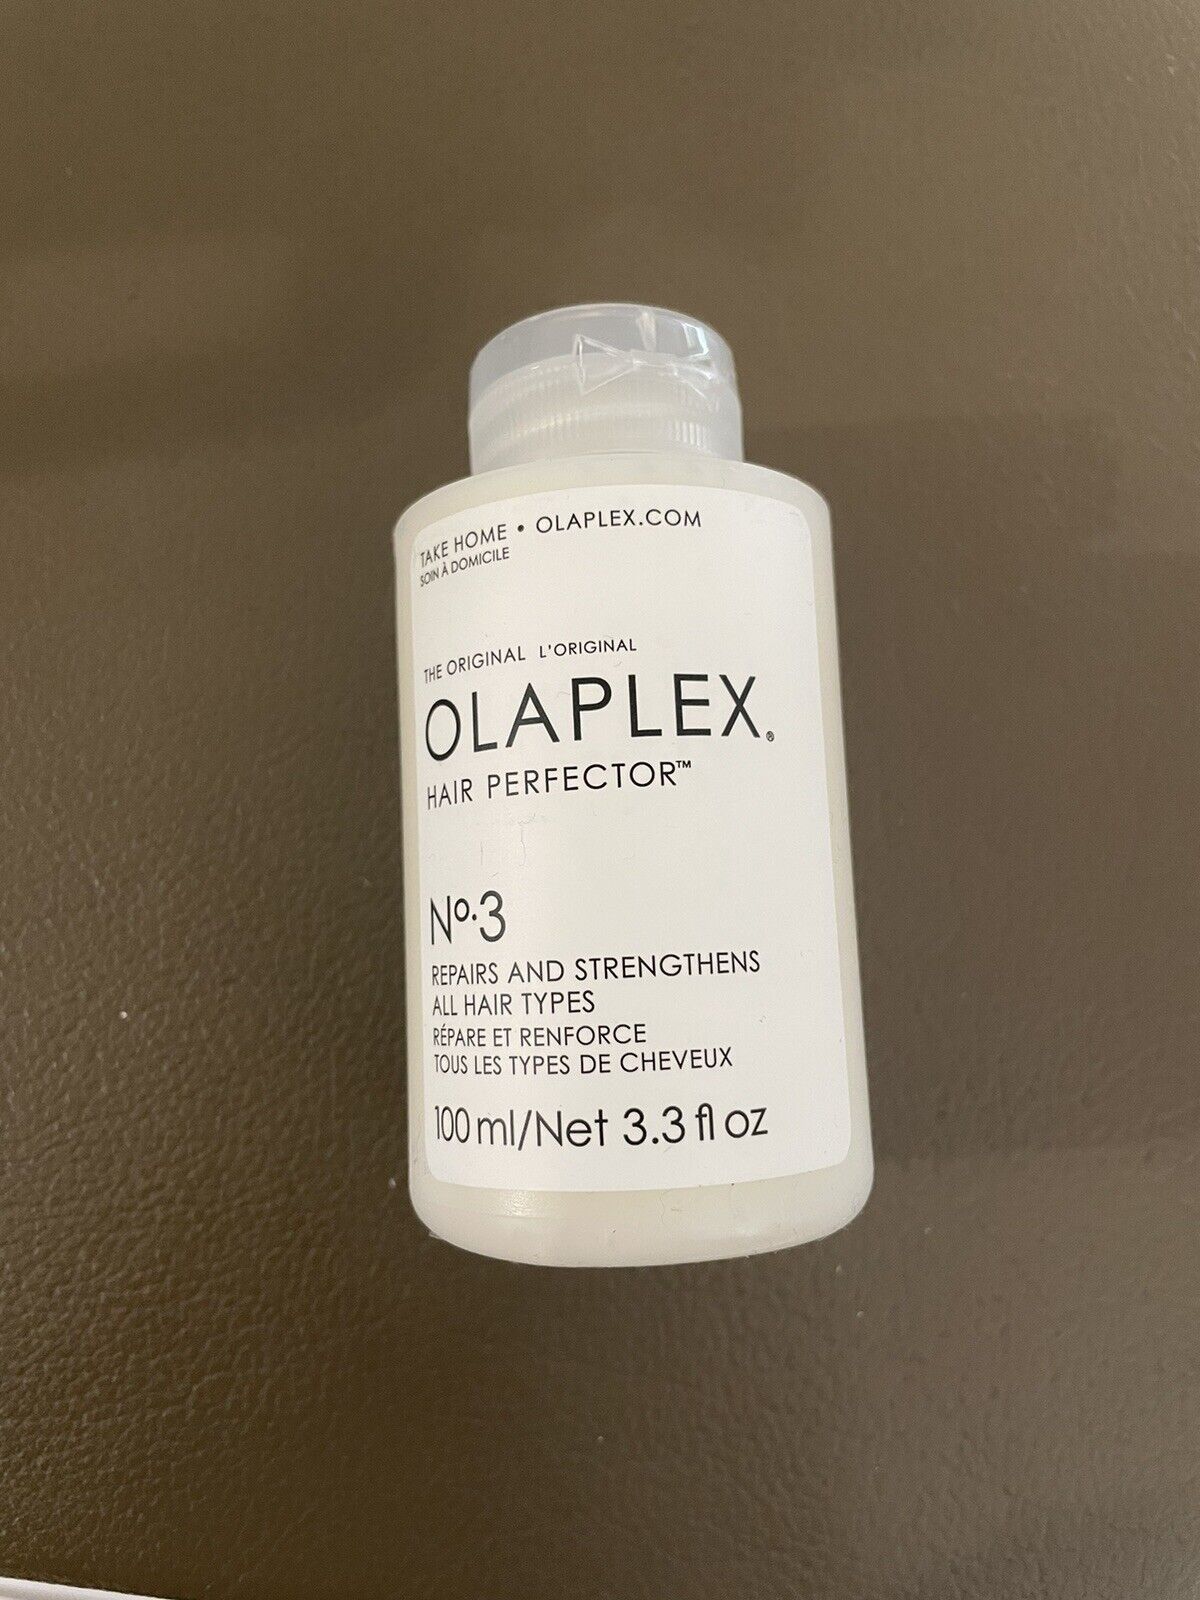 TAKE HOME • OLAPLEX.COM
SOIN À DOMICILE
THE ORIGINAL L'ORIGINAL
OLAPLEX®
HAIR PERFECTOR™
Nº.3
REPAIRS AND STRENGTHENS
ALL HAIR TYPES
RÉPARE ET RENFORCE
TOUS LES TYPES DE CHEVEUX
100 ml/Net 3.3 fl oz